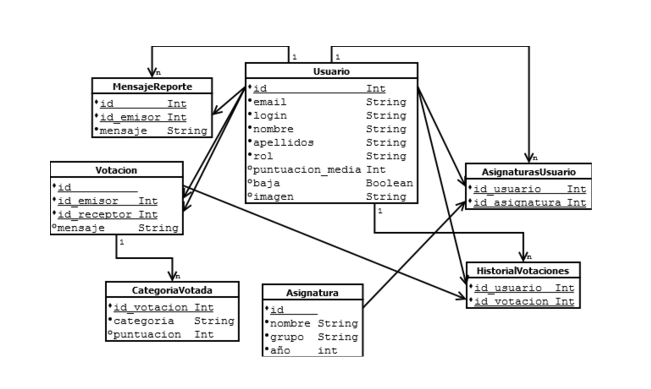 1
1
n
n
MensajeReporte
id Int
id_emisor Int
mensaje String
Usuario
id Int
email String
login String
nombre String
apellidos String
rol String
puntuacion_media Int
baja Boolean
imagen String
1
AsignaturasUsuario
id_usuario Int
id_asignatura Int
Votacion
id
id_emisor Int
id_receptor Int
mensaje String
1
n
n
HistorialVotaciones
id_usuario Int
id_votacion Int
CategoriaVotada
id_votacion Int
categoria String
puntuacion Int
Asignatura
id
nombre String
grupo String
año int